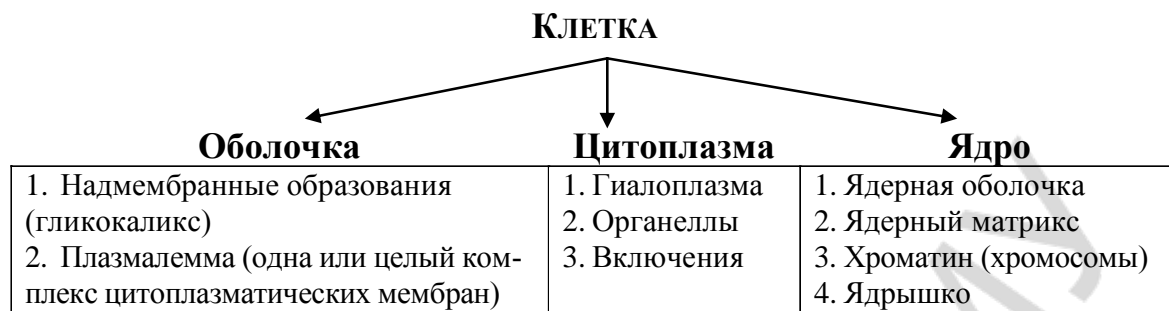 КЛЕТКА
Оболочка
1. Надмембранные образования
(гликокаликс)
2. Плазмалемма (одна или целый ком-
плекс цитоплазматических мембран)
Цитоплазма
1. Гиалоплазма
2. Органеллы
3. Включения
Ядро
1. Ядерная оболочка
2. Ядерный матрикс
3. Хроматин (хромосомы)
4. Ядрышко